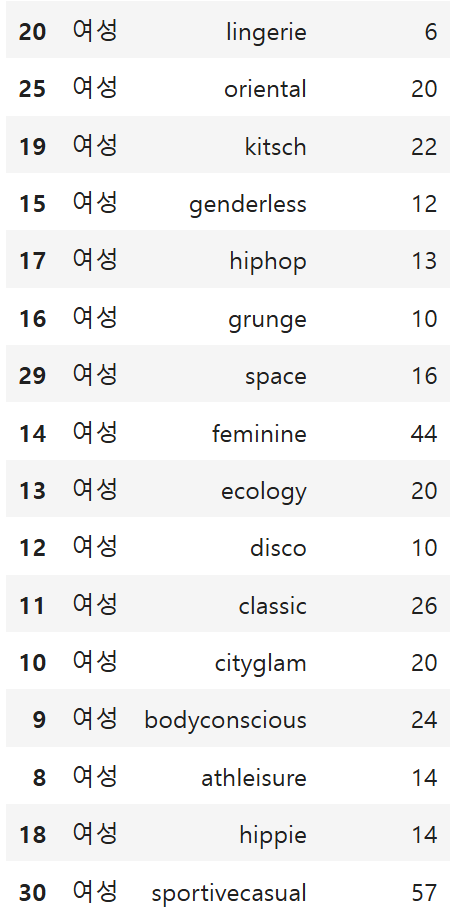 20 여성 lingerie 6
25 여성 oriental 20
19 여성 kitsch 22
15 여성 genderless 12
17 여성 hiphop 13
16 여성 grunge 10
29 여성 space 16
14 여성 feminine 44
13 여성 ecology 20
12 여성 disco 10
11 여성 classic 26
10 여성 cityglam 20
9 여성 bodyconscious 24
8 여성 athleisure 14
18 여성 hippie 14
30 여성 sportivecasual 57